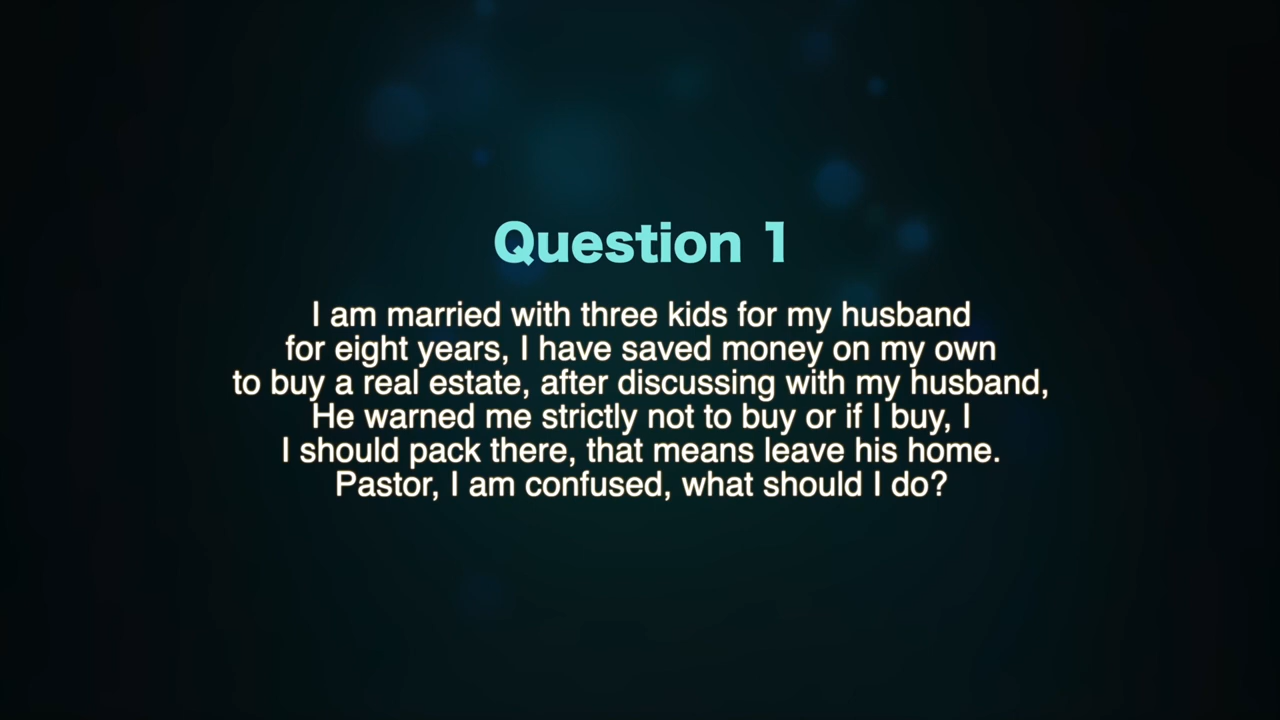 Question 1
I am married with three kids for my husband
for eight years, I have saved money on my own
to buy a real estate, after discussing with my husband,
He warned me strictly not to buy or if I buy, I
I should pack there, that means leave his home.
Pastor, I am confused, what should I do?